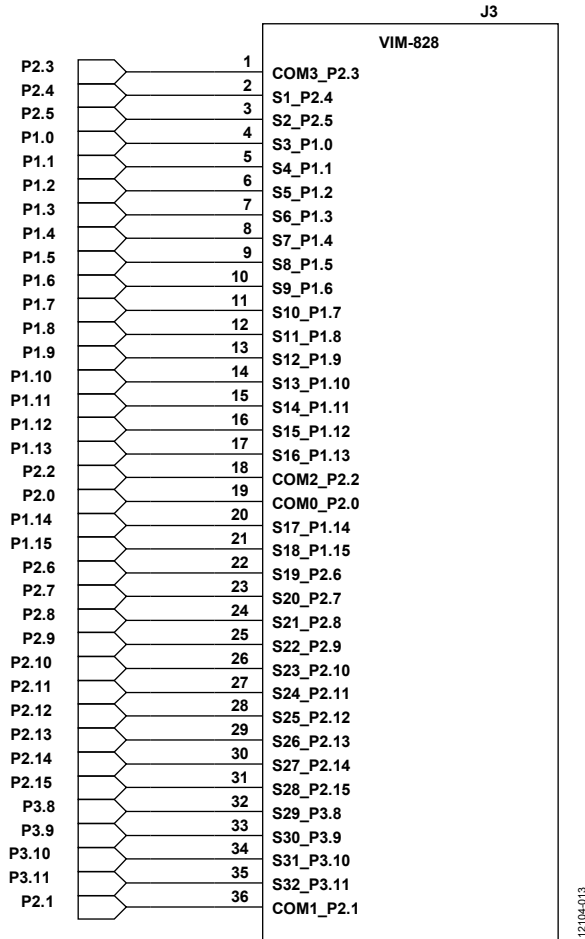 J3
VIM-828
P2.3 1 COM3_P2.3
P2.4 2 S1_P2.4
P2.5 3 S2_P2.5
P1.0 4 S3_P1.0
P1.1 5 S4_P1.1
P1.2 6 S5_P1.2
P1.3 7 S6_P1.3
P1.4 8 S7_P1.4
P1.5 9 S8_P1.5
P1.6 10 S9_P1.6
P1.7 11 S10_P1.7
P1.8 12 S11_P1.8
P1.9 13 S12_P1.9
P1.10 14 S13_P1.10
P1.11 15 S14_P1.11
P1.12 16 S15_P1.12
P1.13 17 S16_P1.13
P2.2 18 COM2_P2.2
P2.0 19 COM0_P2.0
P1.14 20 S17_P1.14
P1.15 21 S18_P1.15
P2.6 22 S19_P2.6
P2.7 23 S20_P2.7
P2.8 24 S21_P2.8
P2.9 25 S22_P2.9
P2.10 26 S23_P2.10
P2.11 27 S24_P2.11
P2.12 28 S25_P2.12
P2.13 29 S26_P2.13
P2.14 30 S27_P2.14
P2.15 31 S28_P2.15
P3.8 32 S29_P3.8
P3.9 33 S30_P3.9
P3.10 34 S31_P3.10
P3.11 35 S32_P3.11
P2.1 36 COM1_P2.1
12104-013